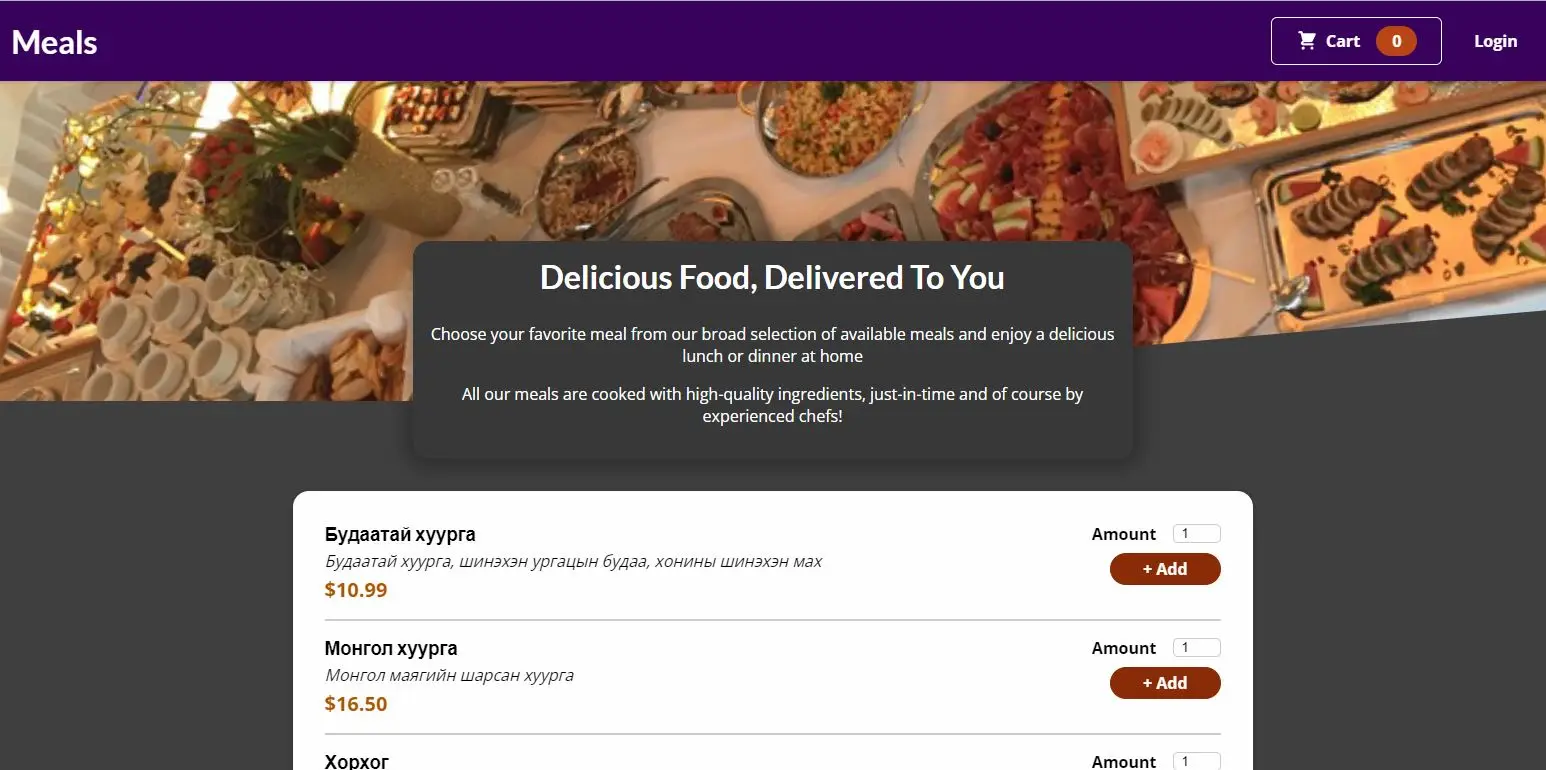 Meals
Cart 0
Login
Delicious Food, Delivered To You
Choose your favorite meal from our broad selection of available meals and enjoy a delicious
lunch or dinner at home
All our meals are cooked with high-quality ingredients, just-in-time and of course by
experienced chefs!
Будаатай хуурга
Amount 1
Будаатай хуурга, шинэхэн ургацын будаа, хонины шинэхэн мах
+ Add
$10.99
Монгол хуурга
Amount 1
Монгол маягийн шарсан хуурга
+ Add
$16.50
Хорхог
Amount 1